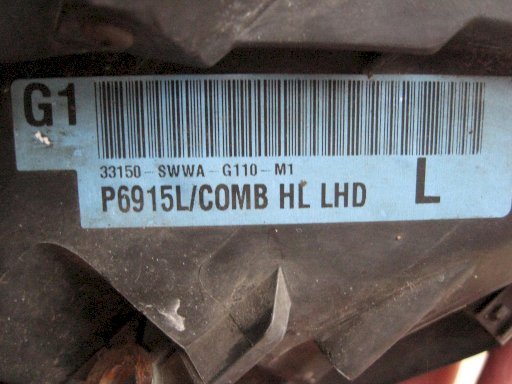 G1
33150-SWWA-G110-M1
P6915L/COMB HL LHD
L